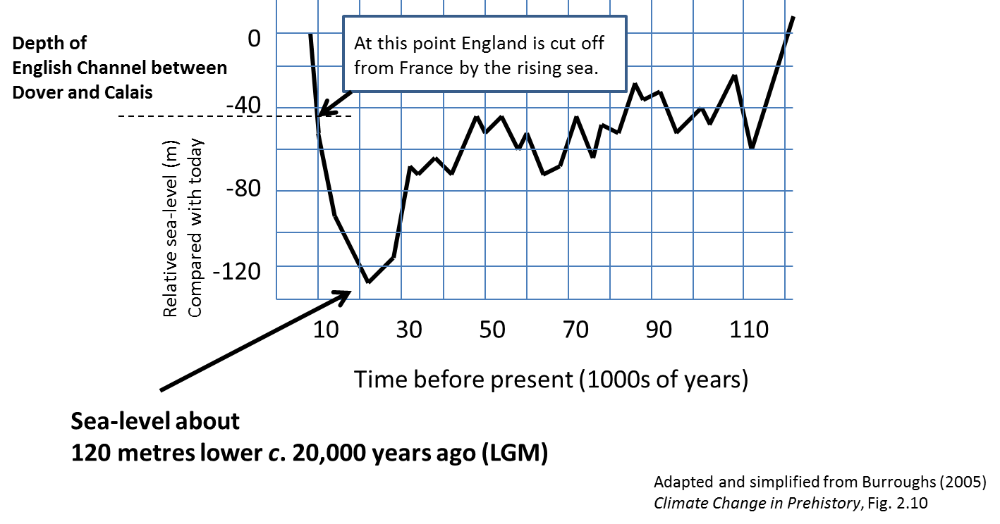 Depth of
English Channel between
Dover and Calais
At this point England is cut off
from France by the rising sea.
0
-40
-80
-120
Relative sea-level (m)
Compared with today
10 30 50 70 90 110
Time before present (1000s of years)
Sea-level about
120 metres lower c. 20,000 years ago (LGM)
Adapted and simplified from Burroughs (2005)
Climate Change in Prehistory, Fig. 2.10